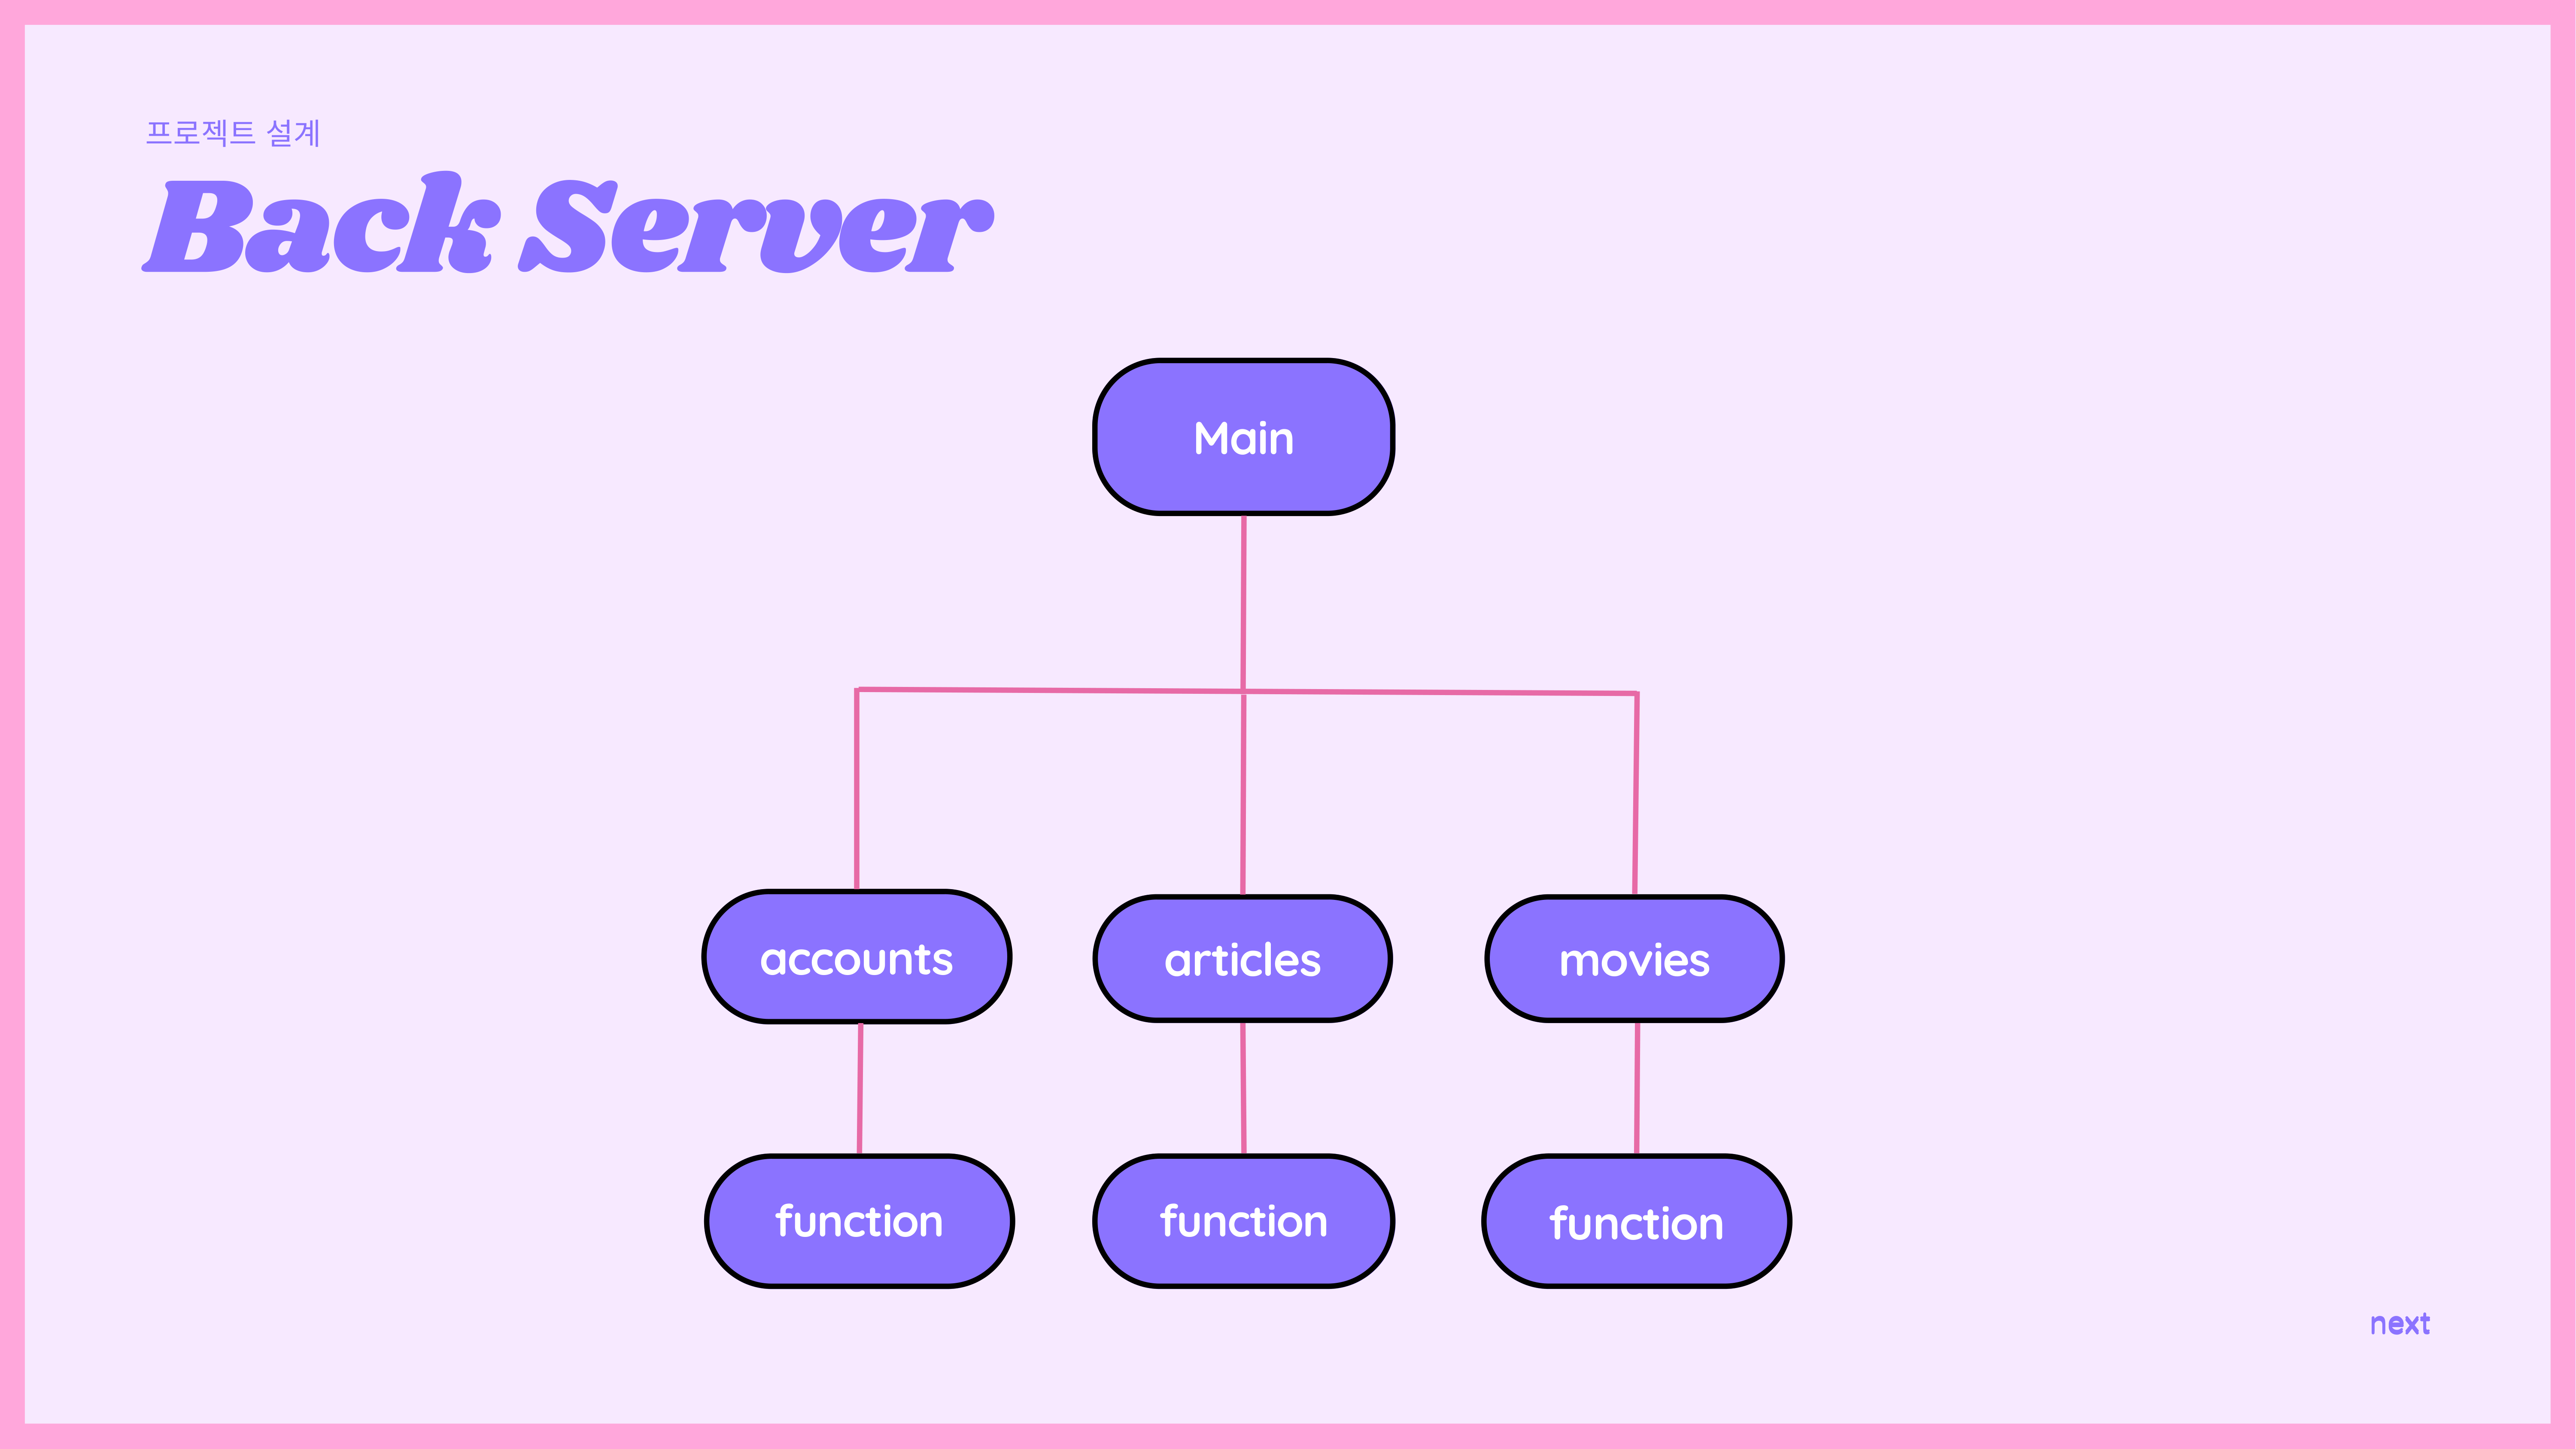 프로젝트 설계
Back Server
Main
accounts
articles
movies
function
function
function
next